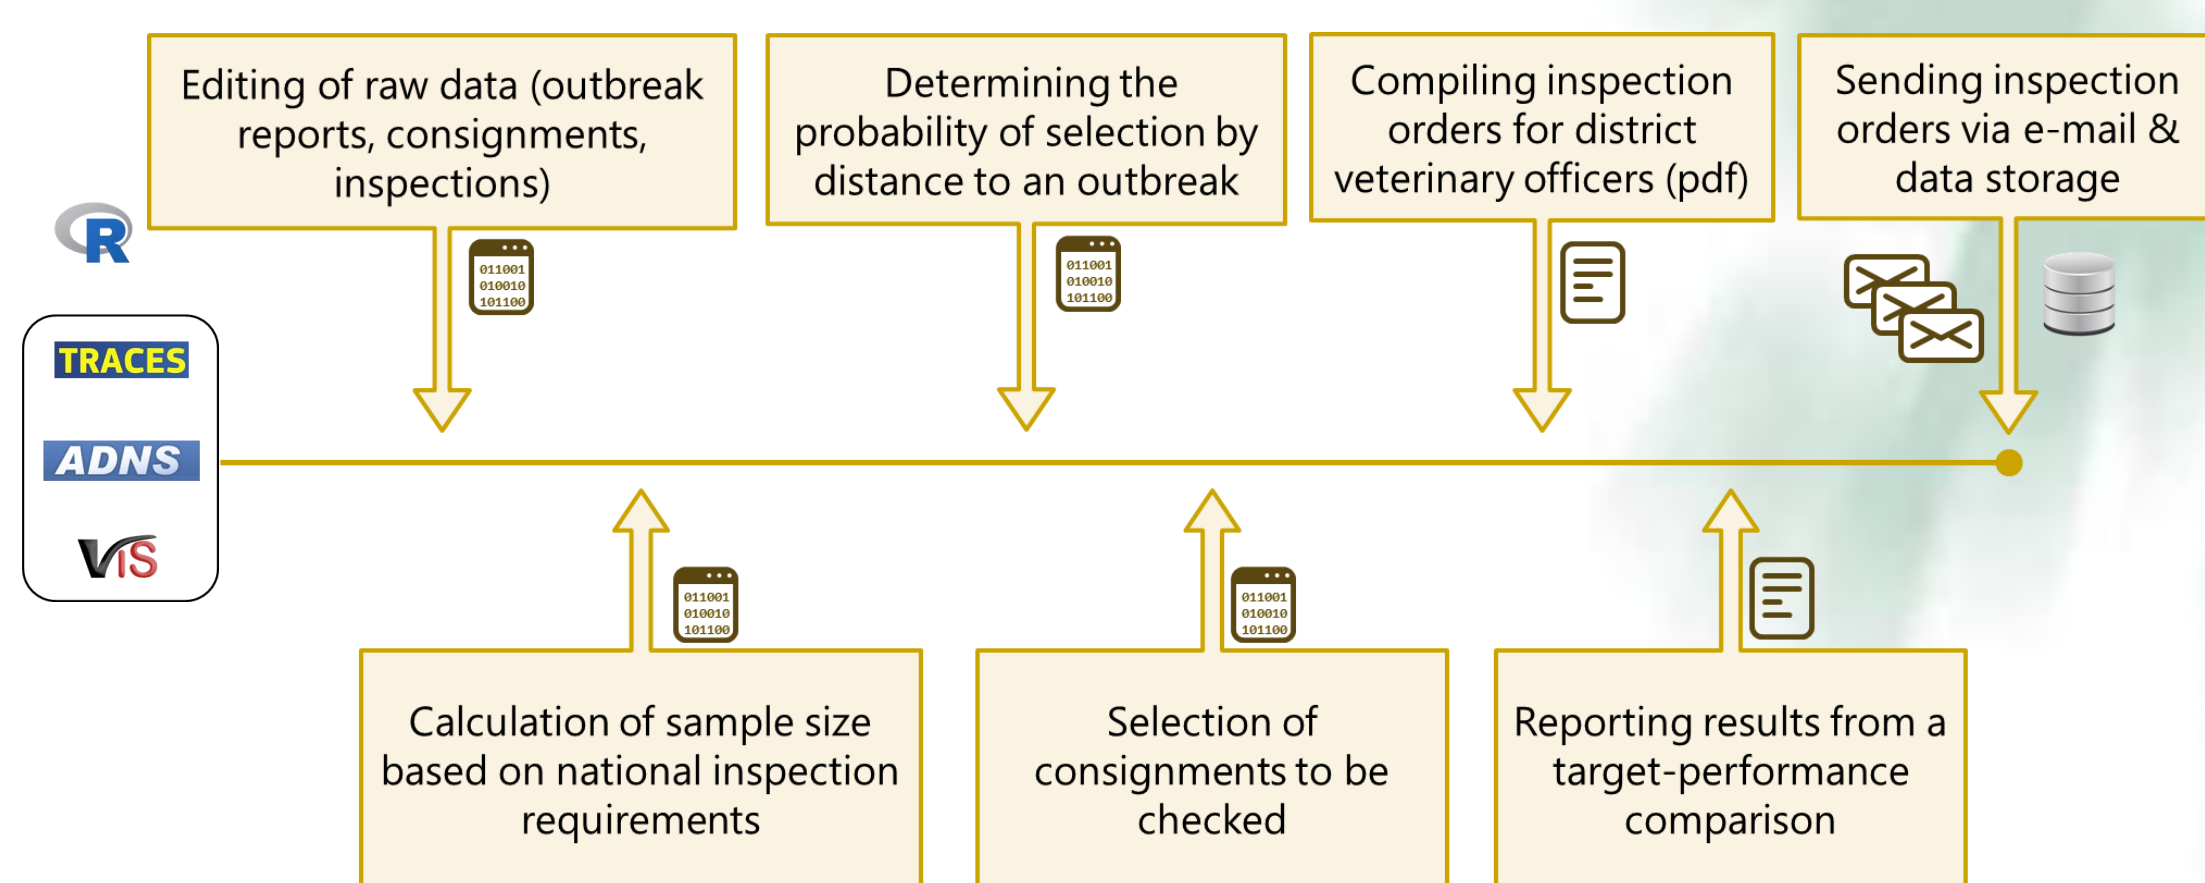 Editing of raw data (outbreak
reports, consignments,
inspections)
Determining the
probability of selection by
distance to an outbreak
Compiling inspection
orders for district
veterinary officers (pdf)
Sending inspection
orders via e-mail &
data storage
R
011001
010010
101100
011001
010010
101100
TRACES
ADNS
VIS
011001
010010
101100
011001
010010
101100
Calculation of sample size
based on national inspection
requirements
Selection of
consignments to be
checked
Reporting results from a
target-performance
comparison